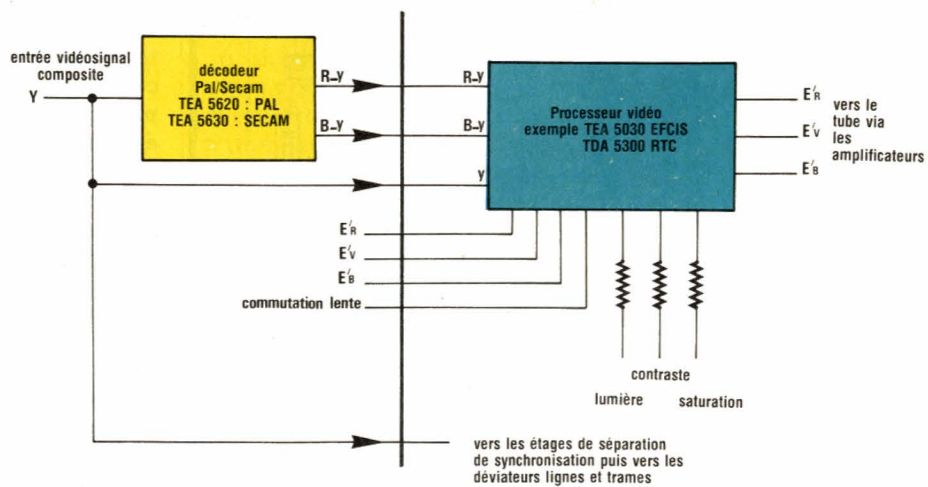 entrée vidéosignal
composite
Y
décodeur
Pal/Secam
TEA 5620 : PAL
TEA 5630 : SECAM
R-y
B-y
R-y
B-y
y
Processeur vidéo
exemple TEA 5030 EFCIS
TDA 5300 RTC
E'R
E'V
E'B
vers le
tube via
les
amplificateurs
E'R
E'V
E'B
commutation lente
contraste
lumière
saturation
vers les étages de séparation
de synchronisation puis vers les
déviateurs lignes et trames